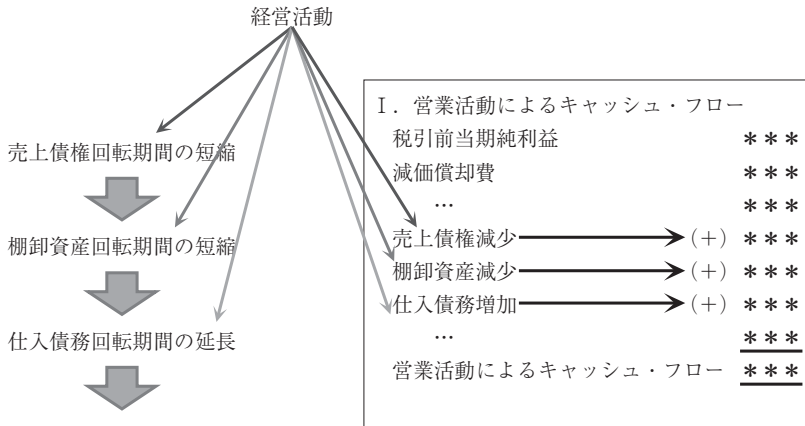 経営活動
売上債権回転期間の短縮
棚卸資産回転期間の短縮
仕入債務回転期間の延長
Ⅰ．営業活動によるキャッシュ・フロー
税引前当期純利益 ＊＊＊
減価償却費 ＊＊＊
… ＊＊＊
売上債権減少 (＋) ＊＊＊
棚卸資産減少 (＋) ＊＊＊
仕入債務増加 (＋) ＊＊＊
… ＊＊＊
営業活動によるキャッシュ・フロー ＊＊＊